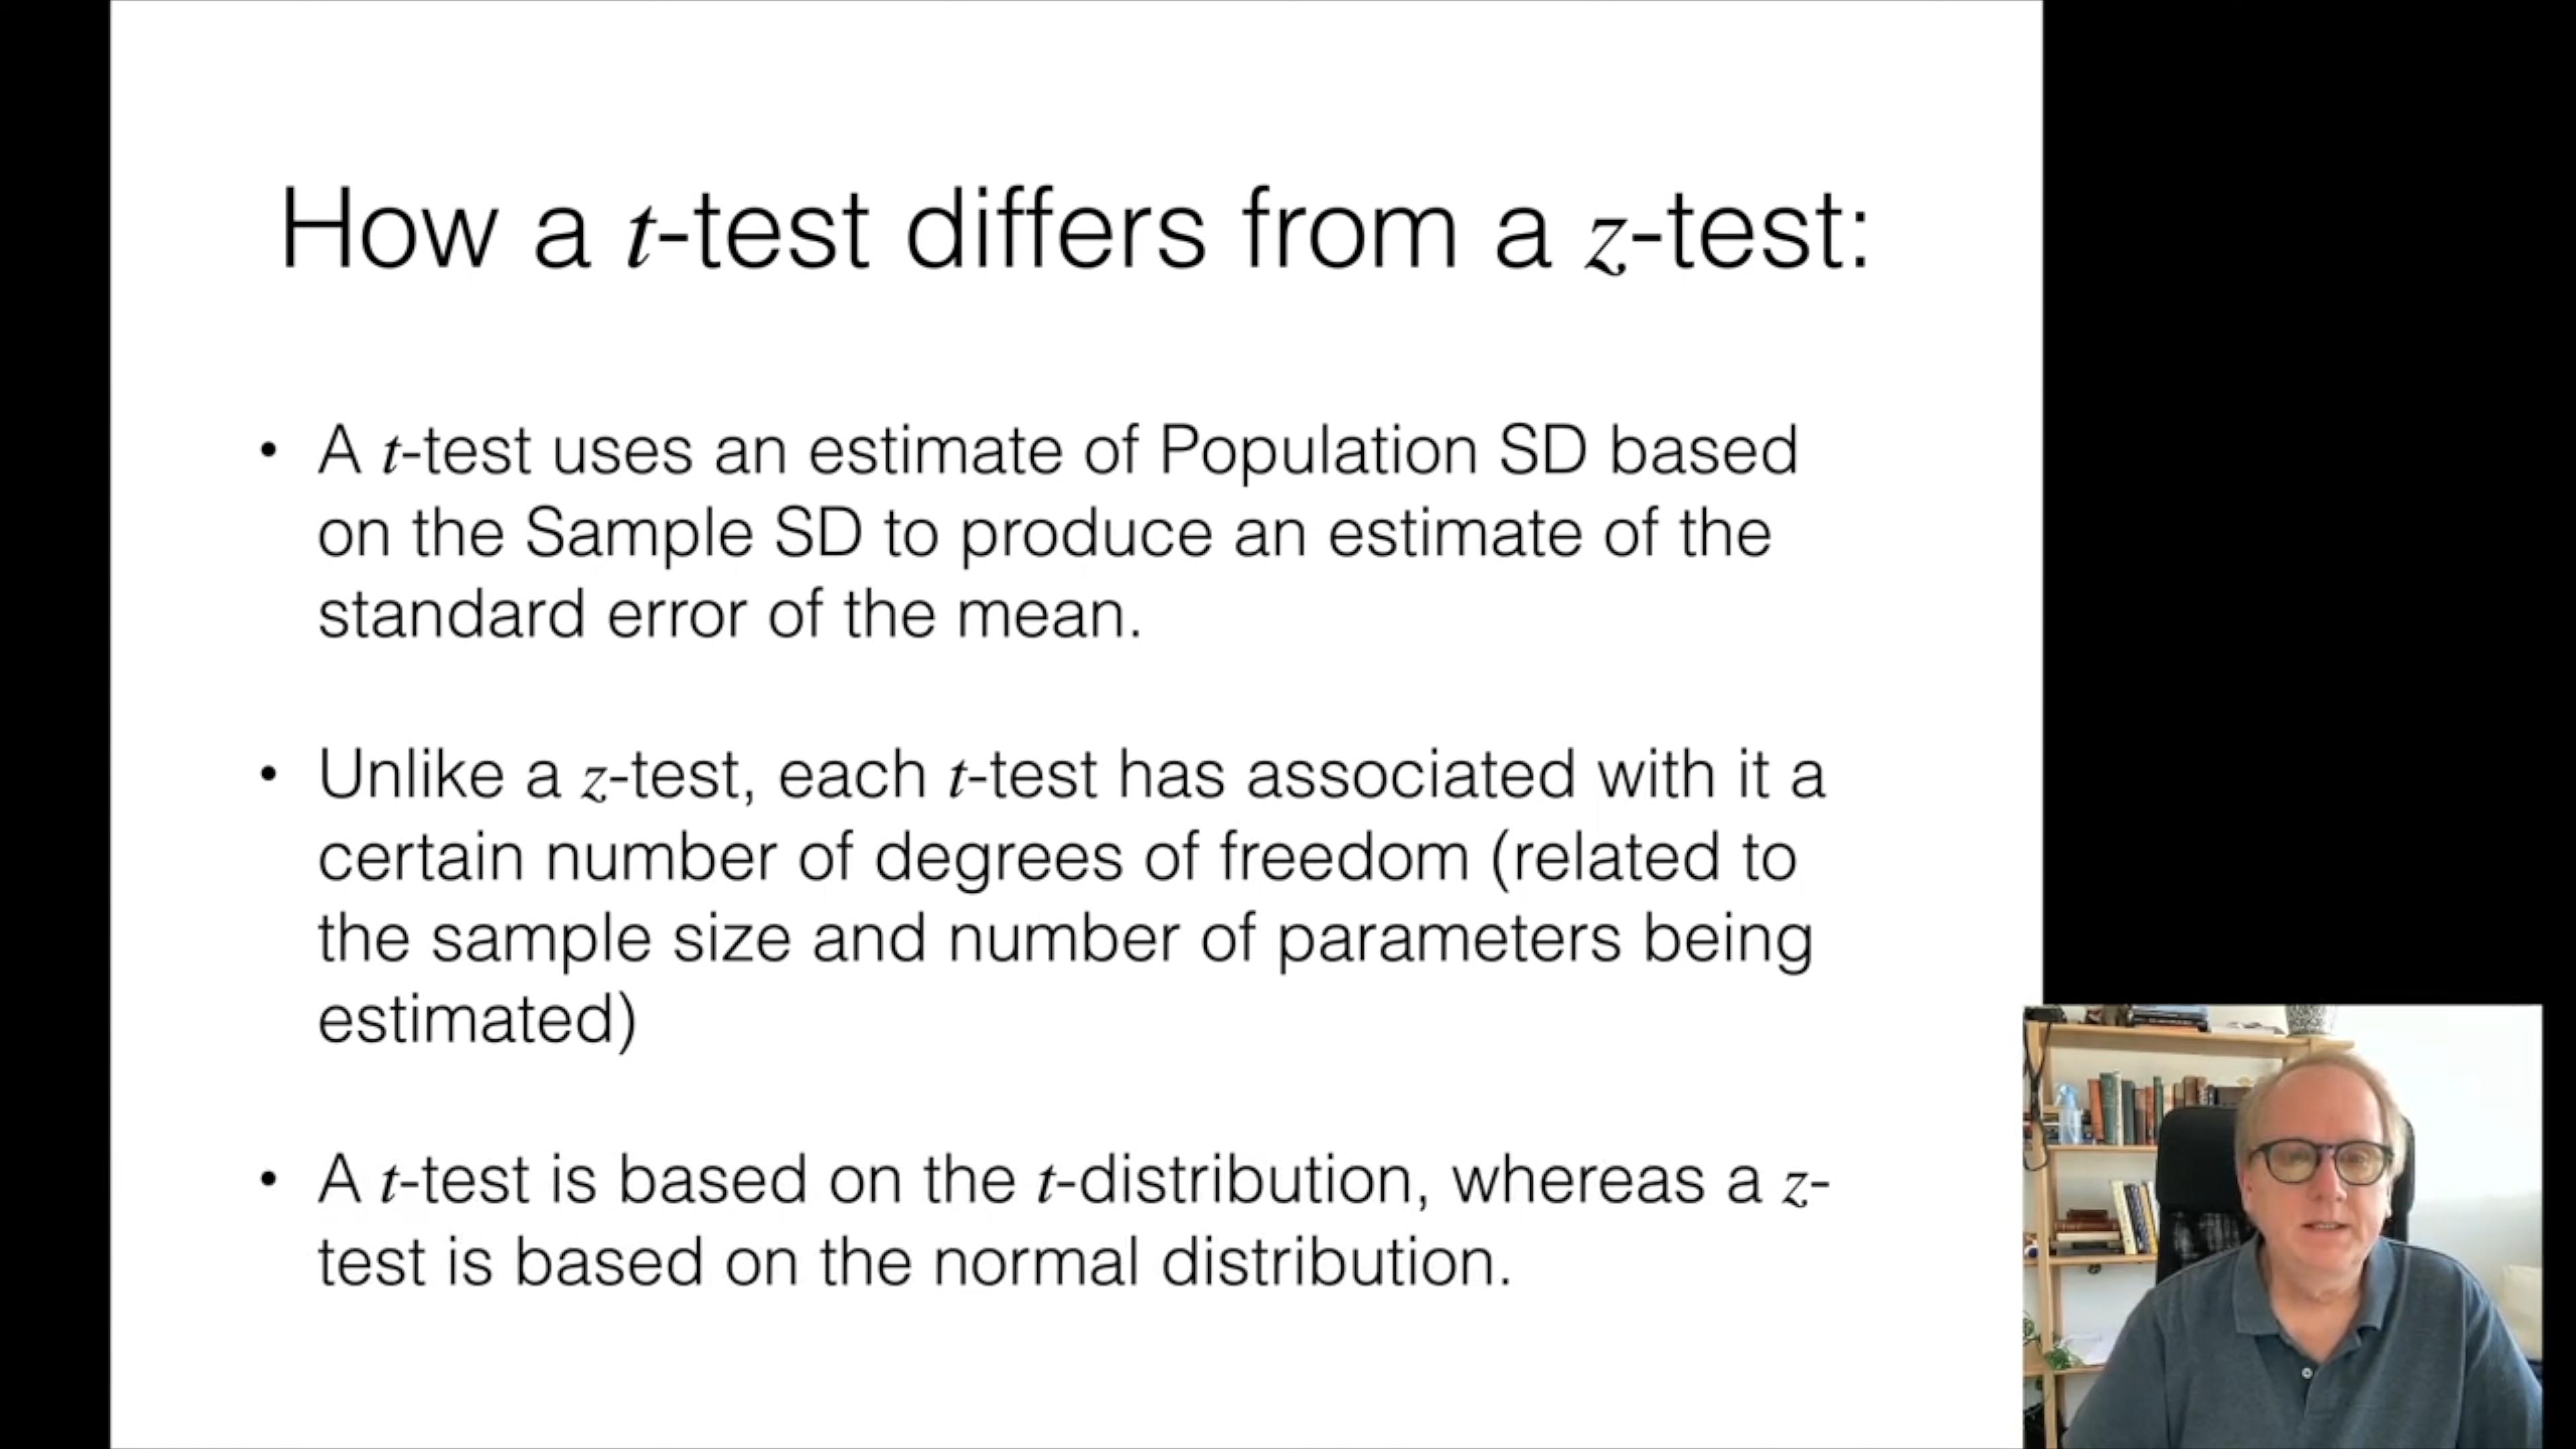 How a t-test differs from a z-test:
• A t-test uses an estimate of Population SD based
on the Sample SD to produce an estimate of the
standard error of the mean.
• Unlike a z-test, each t-test has associated with it a
certain number of degrees of freedom (related to
the sample size and number of parameters being
estimated)
• A t-test is based on the t-distribution, whereas a z-
test is based on the normal distribution.